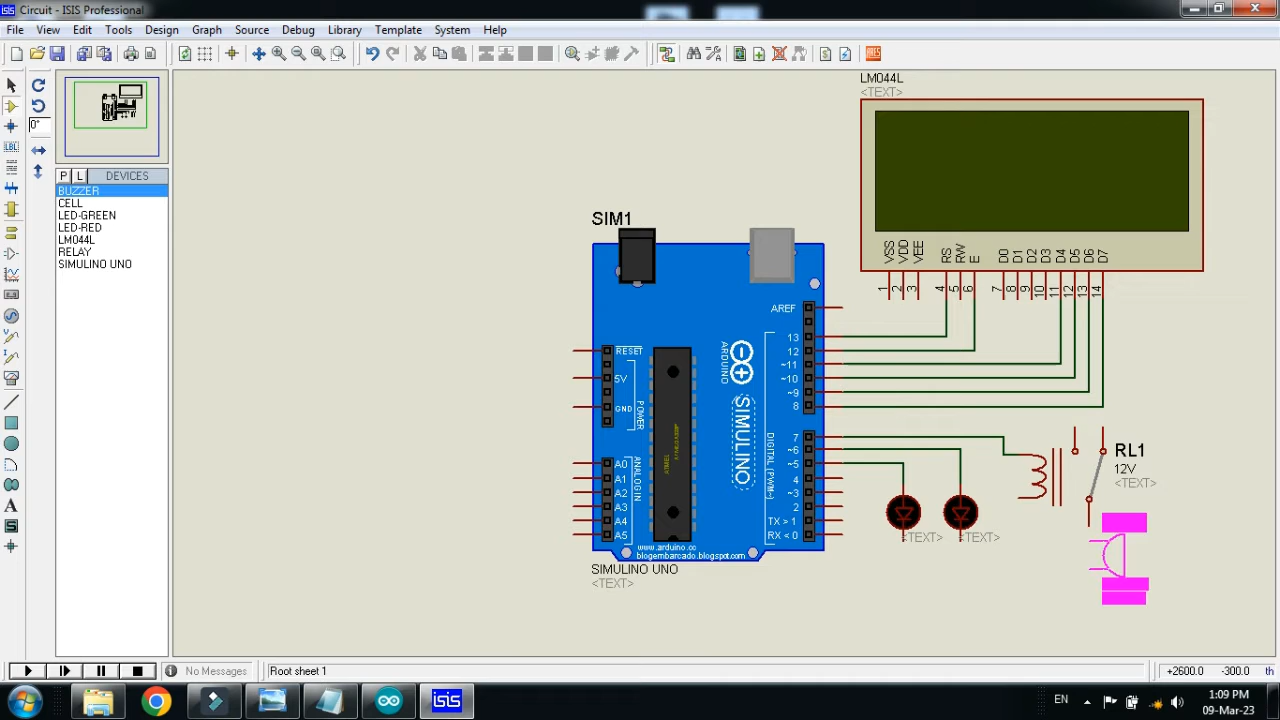 Circuit - ISIS Professional
File View Edit Tools Design Graph Source Debug Library Template System Help
0°
P L DEVICES
BUZZER
CELL
LED-GREEN
LED-RED
LM044L
RELAY
SIMULINO UNO
LBL
ARES
LM044L
<TEXT>
VSS VDD VEE RS RW E D0 D1 D2 D3 D4 D5 D6 D7
1 2 3 4 5 6 7 8 9 10 11 12 13 14
SIM1
AREF
13
12
~11
~10
~9
8
RESET
5V
GND
POWER
ARDUINO
SIMULINO
7
~6
~5
4
~3
2
TX > 1
RX < 0
DIGITAL (PWM~)
A0
A1
A2
A3
A4
A5
ANALOG IN
ATMEL
www.arduino.cc
blogembarcado.blogspot.com
SIMULINO UNO
<TEXT>
<TEXT>
<TEXT>
RL1
12V
<TEXT>
No Messages
Root sheet 1
+2600.0 -300.0 th
isis
EN
1:09 PM
09-Mar-23